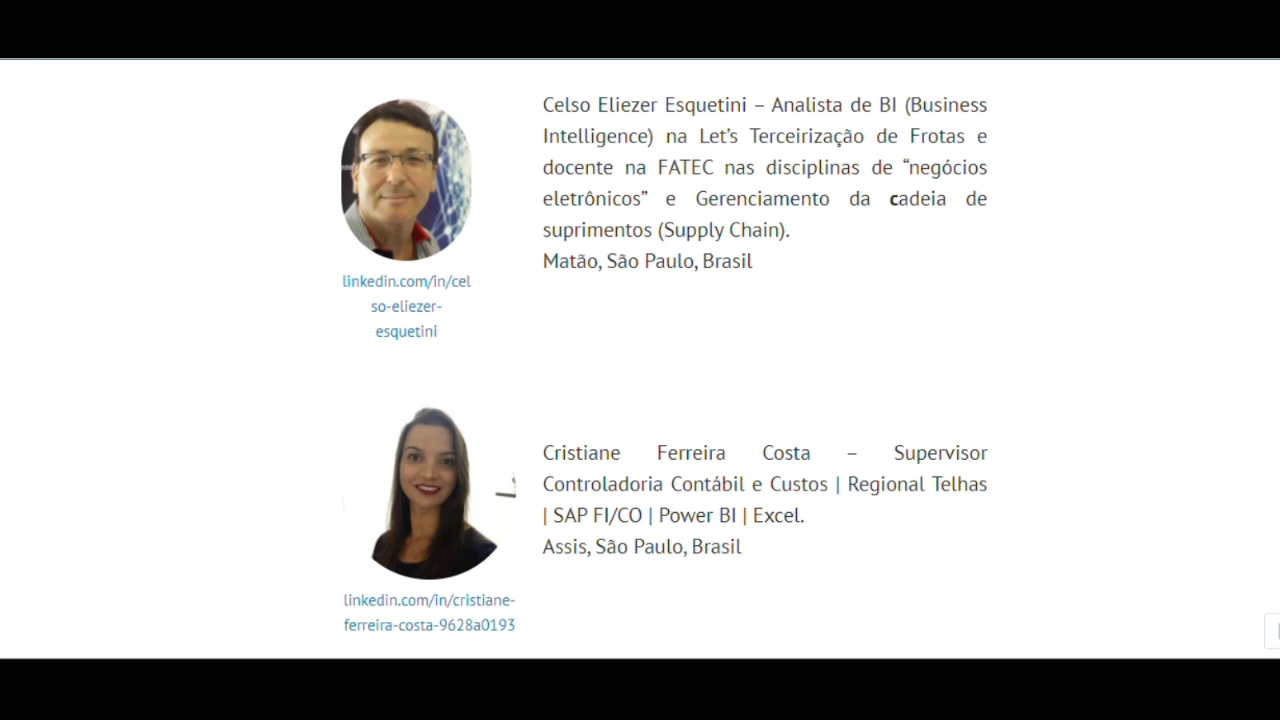 Celso Eliezer Esquetini – Analista de BI (Business
Intelligence) na Let’s Terceirização de Frotas e
docente na FATEC nas disciplinas de “negócios
eletrônicos” e Gerenciamento da cadeia de
suprimentos (Supply Chain).
Matão, São Paulo, Brasil
linkedin.com/in/cel
so-eliezer-
esquetini
Cristiane Ferreira Costa – Supervisor
Controladoria Contábil e Custos | Regional Telhas
| SAP FI/CO | Power BI | Excel.
Assis, São Paulo, Brasil
linkedin.com/in/cristiane-
ferreira-costa-9628a0193